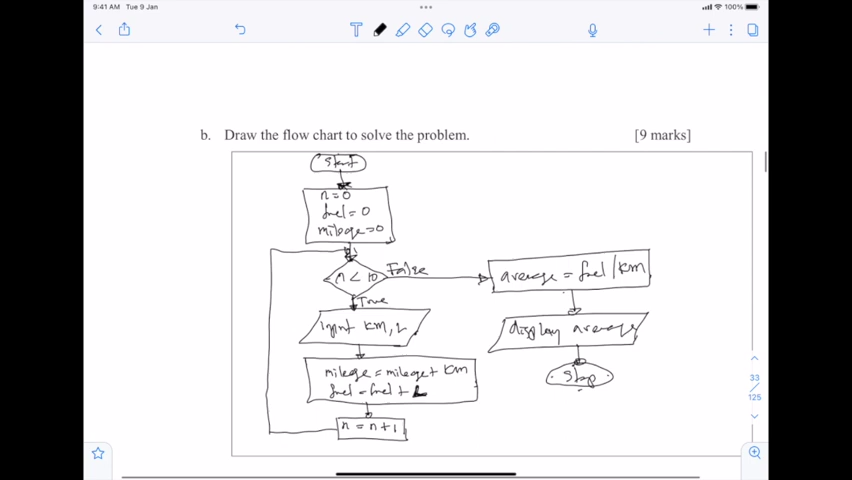 9:41 AM Tue 9 Jan
100%
b. Draw the flow chart to solve the problem. [9 marks]
Start
n=0
fuel=0
mileage=0
n < 10
False
True
input km, L
mileage = mileage + km
fuel = fuel + L
n = n+1
average = fuel/km
display average
Stop
33
125